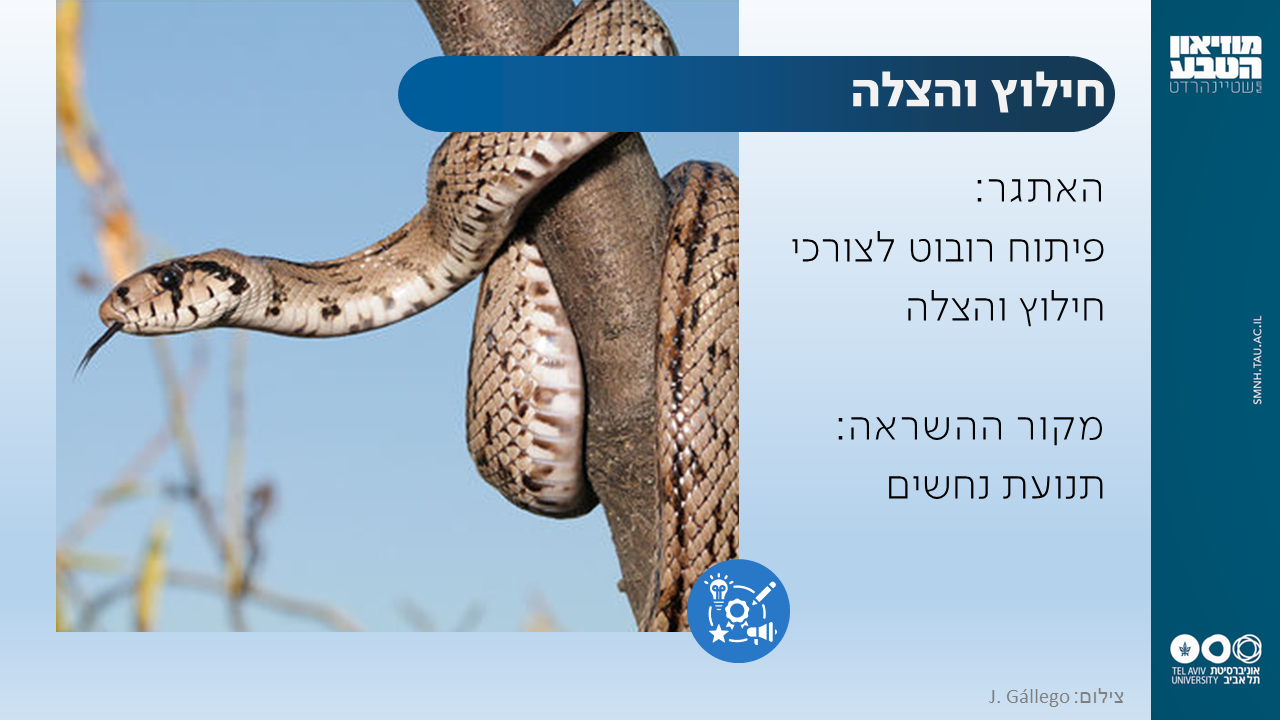 חילוץ והצלה
האתגר:
פיתוח רובוט לצורכי
חילוץ והצלה
מקור ההשראה:
תנועת נחשים
צילום: J. Gállego
מוזיאון
הטבע
ע״ש שטיינהרדט
SMNH.TAU.AC.IL
TEL AVIV UNIVERSITY
אוניברסיטת תל אביב